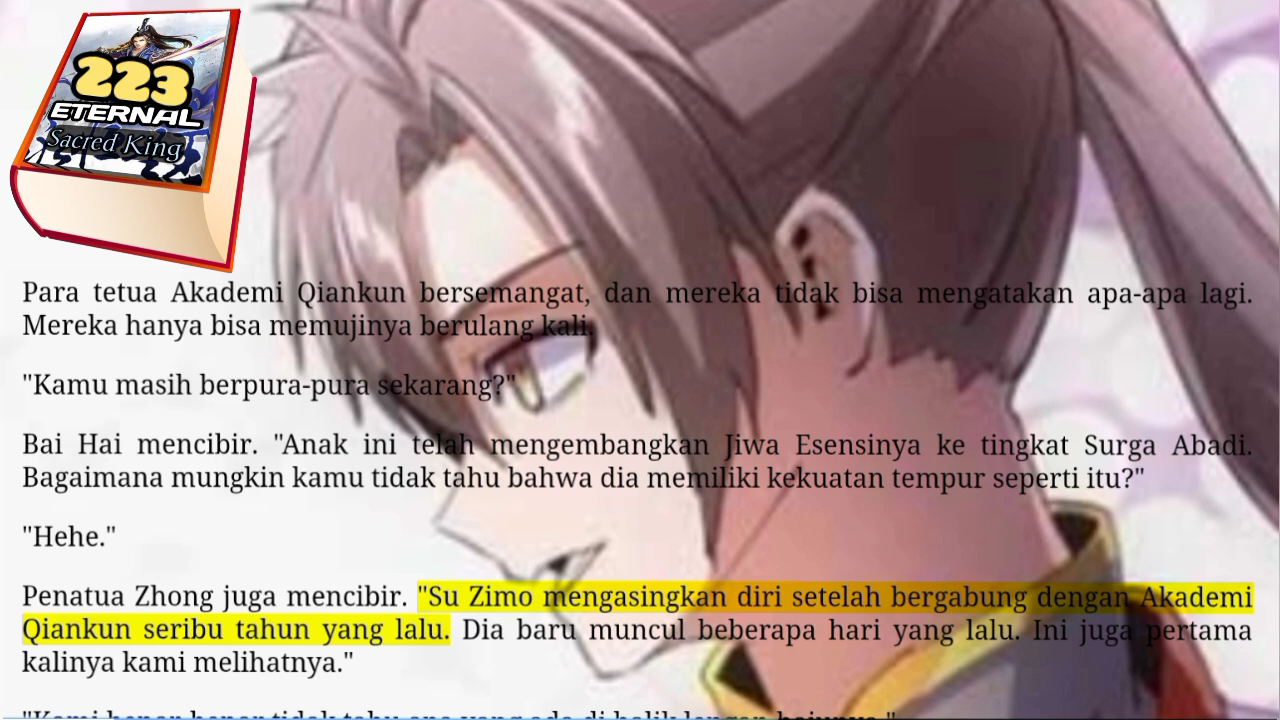 223
ETERNAL
Sacred King
Para tetua Akademi Qiankun bersemangat, dan mereka tidak bisa mengatakan apa-apa lagi.
Mereka hanya bisa memujinya berulang kali.
"Kamu masih berpura-pura sekarang?"
Bai Hai mencibir. "Anak ini telah mengembangkan Jiwa Esensinya ke tingkat Surga Abadi.
Bagaimana mungkin kamu tidak tahu bahwa dia memiliki kekuatan tempur seperti itu?"
"Hehe."
Penatua Zhong juga mencibir. "Su Zimo mengasingkan diri setelah bergabung dengan Akademi
Qiankun seribu tahun yang lalu. Dia baru muncul beberapa hari yang lalu. Ini juga pertama
kalinya kami melihatnya."